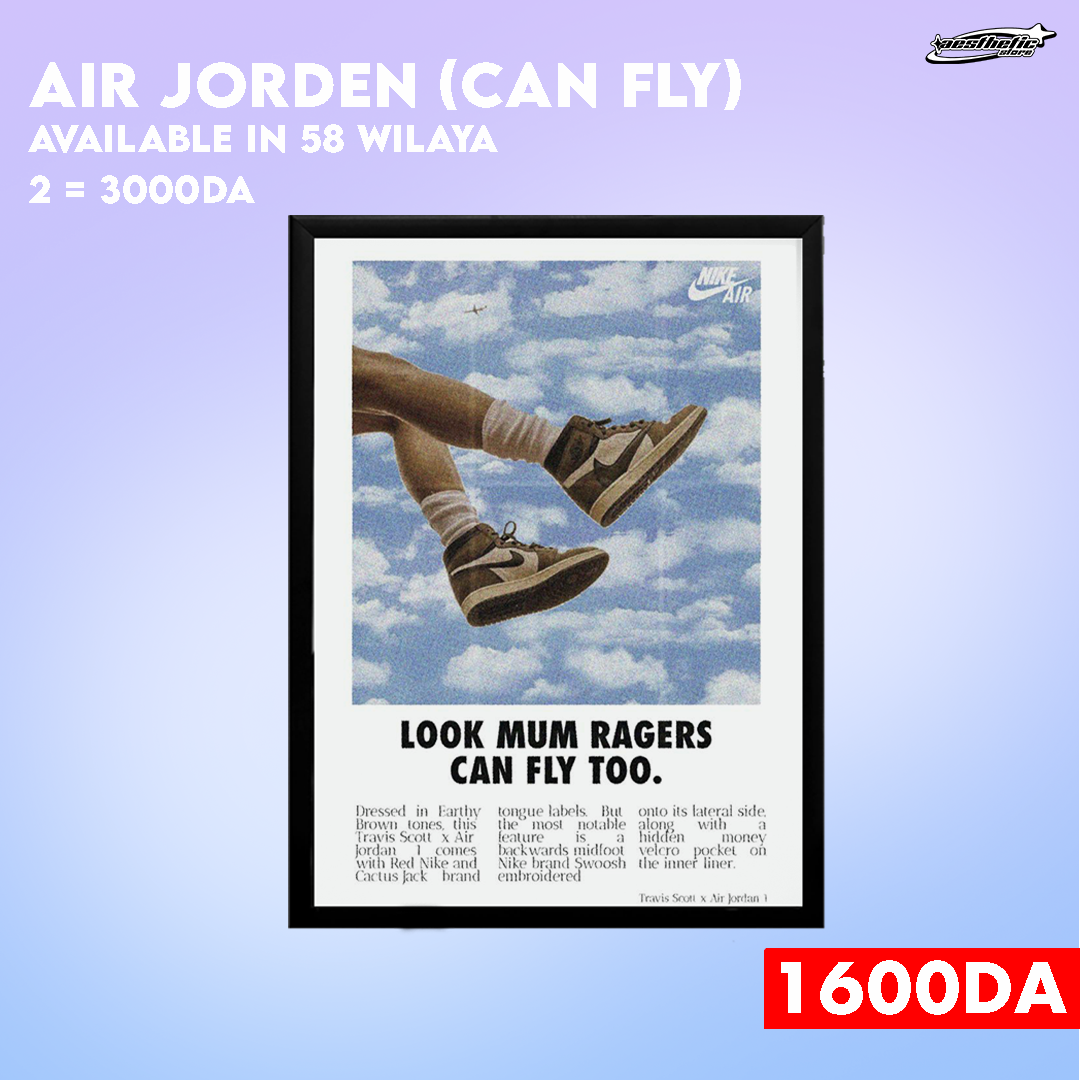 aesthetic
store
AIR JORDEN (CAN FLY)
AVAILABLE IN 58 WILAYA
2 = 3000DA
NIKE
AIR
LOOK MUM RAGERS
CAN FLY TOO.
Dressed in Earthy
Brown tones, this
Travis Scott x Air
Jordan 1 comes
with Red Nike and
Cactus Jack brand
tongue labels. But
the most notable
feature is a
backwards midfoot
Nike brand Swoosh
embroidered
onto its lateral side,
along with a
hidden money
velcro pocket on
the inner liner.
Travis Scott x Air Jordan 1
1600DA